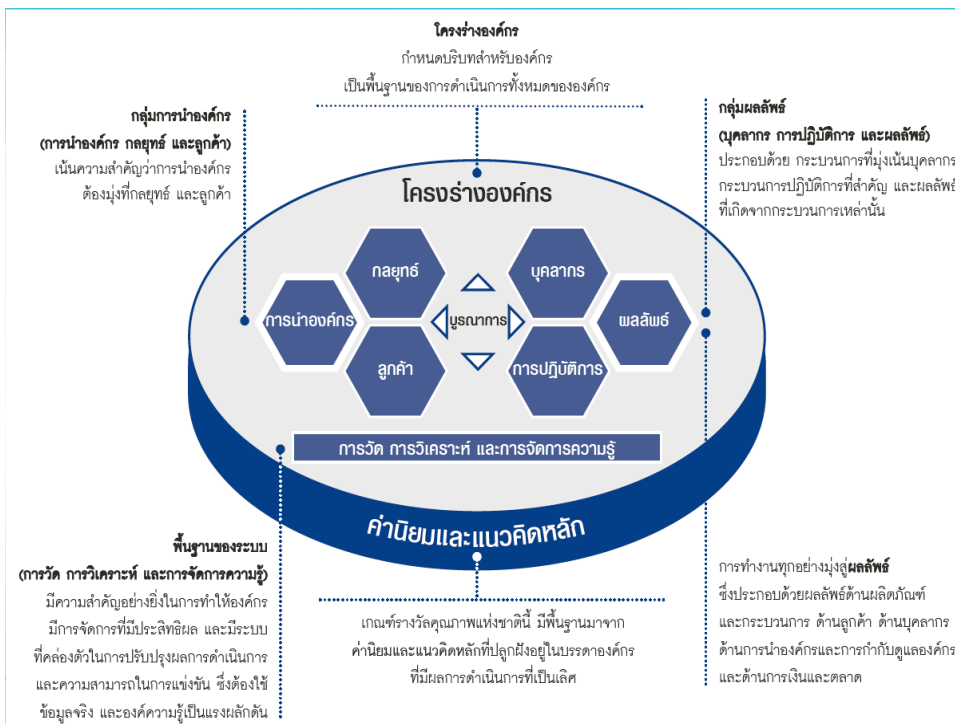 โครงร่างองค์กร
กำหนดบริบทสำหรับองค์กร
เป็นพื้นฐานของการดำเนินการทั้งหมดขององค์กร
กลุ่มการนำองค์กร
(การนำองค์กร กลยุทธ์ และลูกค้า)
เน้นความสำคัญว่าการนำองค์กร
ต้องมุ่งที่กลยุทธ์ และลูกค้า
กลุ่มผลลัพธ์
(บุคลากร การปฏิบัติการ และผลลัพธ์)
ประกอบด้วย กระบวนการที่มุ่งเน้นบุคลากร
กระบวนการปฏิบัติการที่สำคัญ และผลลัพธ์
ที่เกิดจากกระบวนการเหล่านั้น
โครงร่างองค์กร
กลยุทธ์
บุคลากร
การนำองค์กร
บูรณาการ
ผลลัพธ์
ลูกค้า
การปฏิบัติการ
การวัด การวิเคราะห์ และการจัดการความรู้
ค่านิยมและแนวคิดหลัก
พื้นฐานของระบบ
(การวัด การวิเคราะห์ และการจัดการความรู้)
มีความสำคัญอย่างยิ่งในการทำให้องค์กร
มีการจัดการที่มีประสิทธิผล และมีระบบ
ที่คล่องตัวในการปรับปรุงผลการดำเนินการ
และความสามารถในการแข่งขัน ซึ่งต้องใช้
ข้อมูลจริง และองค์ความรู้เป็นแรงผลักดัน
เกณฑ์รางวัลคุณภาพแห่งชาตินี้ มีพื้นฐานมาจาก
ค่านิยมและแนวคิดหลักที่ปลูกฝังอยู่ในบรรดาองค์กร
ที่มีผลการดำเนินการที่เป็นเลิศ
การทำงานทุกอย่างมุ่งสู่ผลลัพธ์
ซึ่งประกอบด้วยผลลัพธ์ด้านผลิตภัณฑ์
และกระบวนการ ด้านลูกค้า ด้านบุคลากร
ด้านการนำองค์กรและการกำกับดูแลองค์กร
และด้านการเงินและตลาด